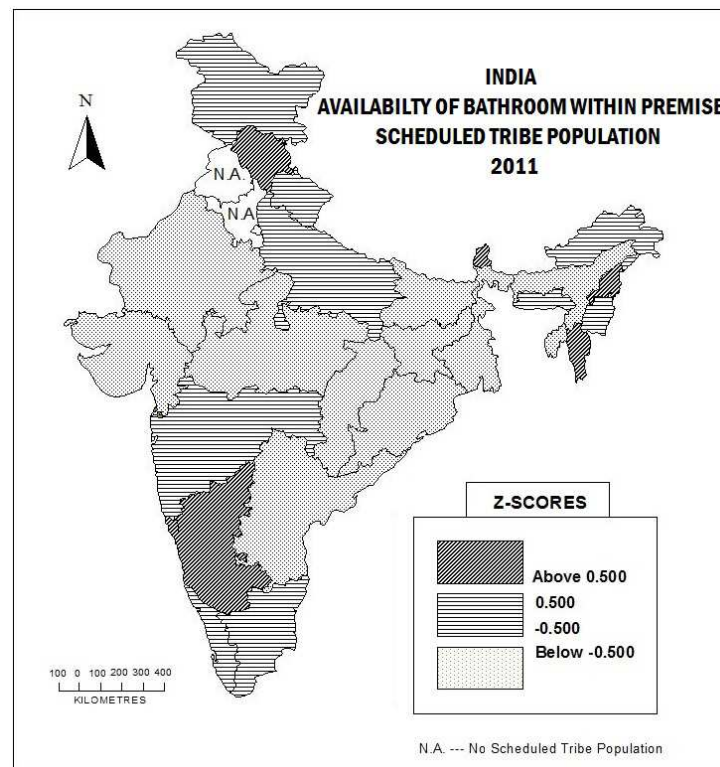 INDIA
AVAILABILTY OF BATHROOM WITHIN PREMISE
SCHEDULED TRIBE POPULATION
2011
N
N.A.
N.A
Z-SCORES
Above 0.500
0.500
-0.500
Below -0.500
100 0 100 200 300 400
KILOMETRES
N.A. --- No Scheduled Tribe Population